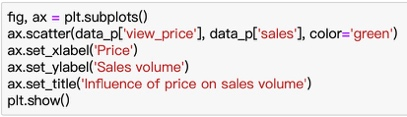 fig, ax = plt.subplots()
ax.scatter(data_p['view_price'], data_p['sales'], color='green')
ax.set_xlabel('Price')
ax.set_ylabel('Sales volume')
ax.set_title('Influence of price on sales volume')
plt.show()